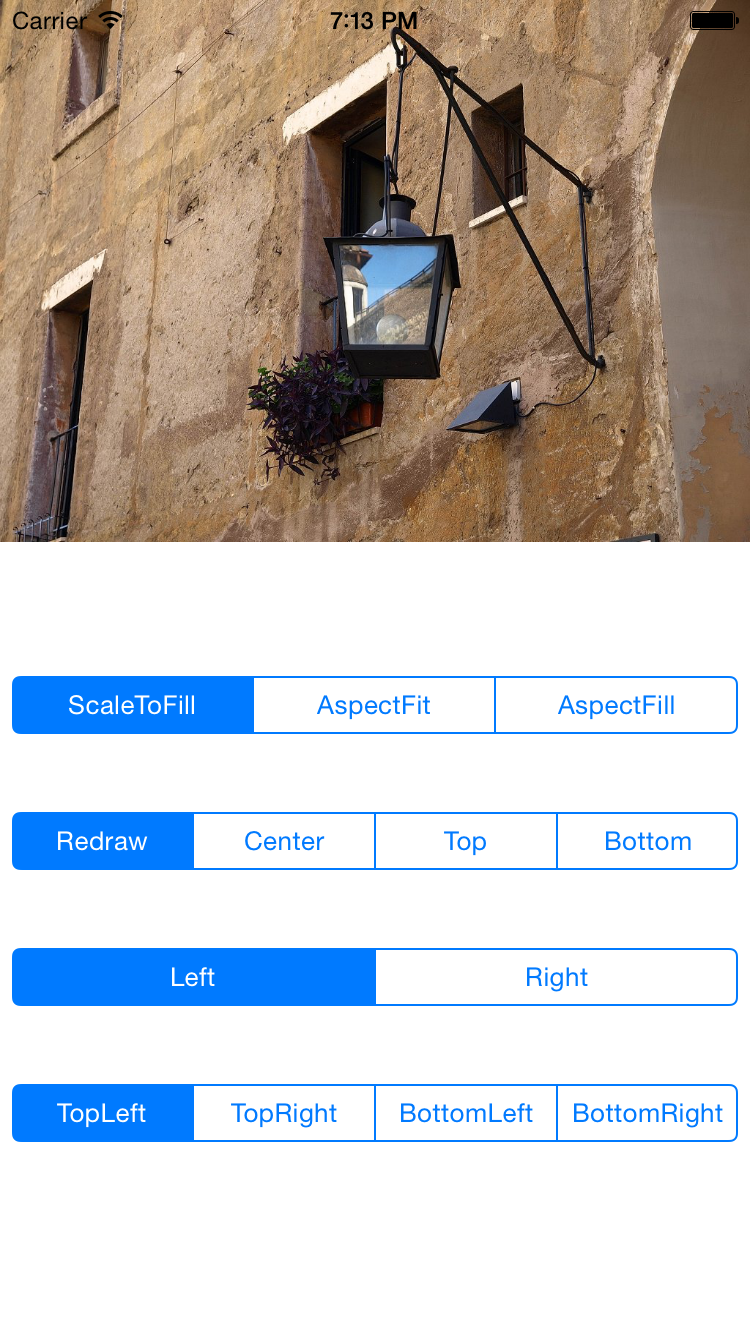 Carrier 7:13 PM
ScaleToFill AspectFit AspectFill
Redraw Center Top Bottom
Left Right
TopLeft TopRight BottomLeft BottomRight